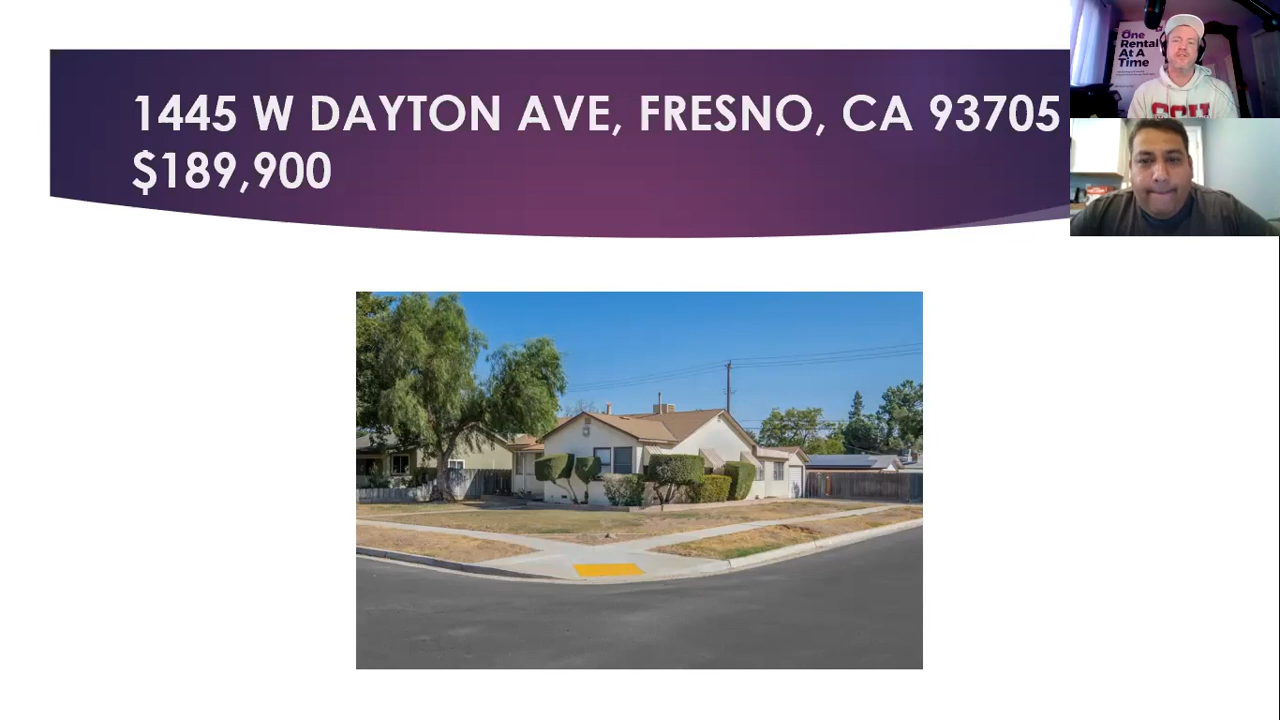 1445 W DAYTON AVE, FRESNO, CA 93705
$189,900
One
Rental
At A
Time